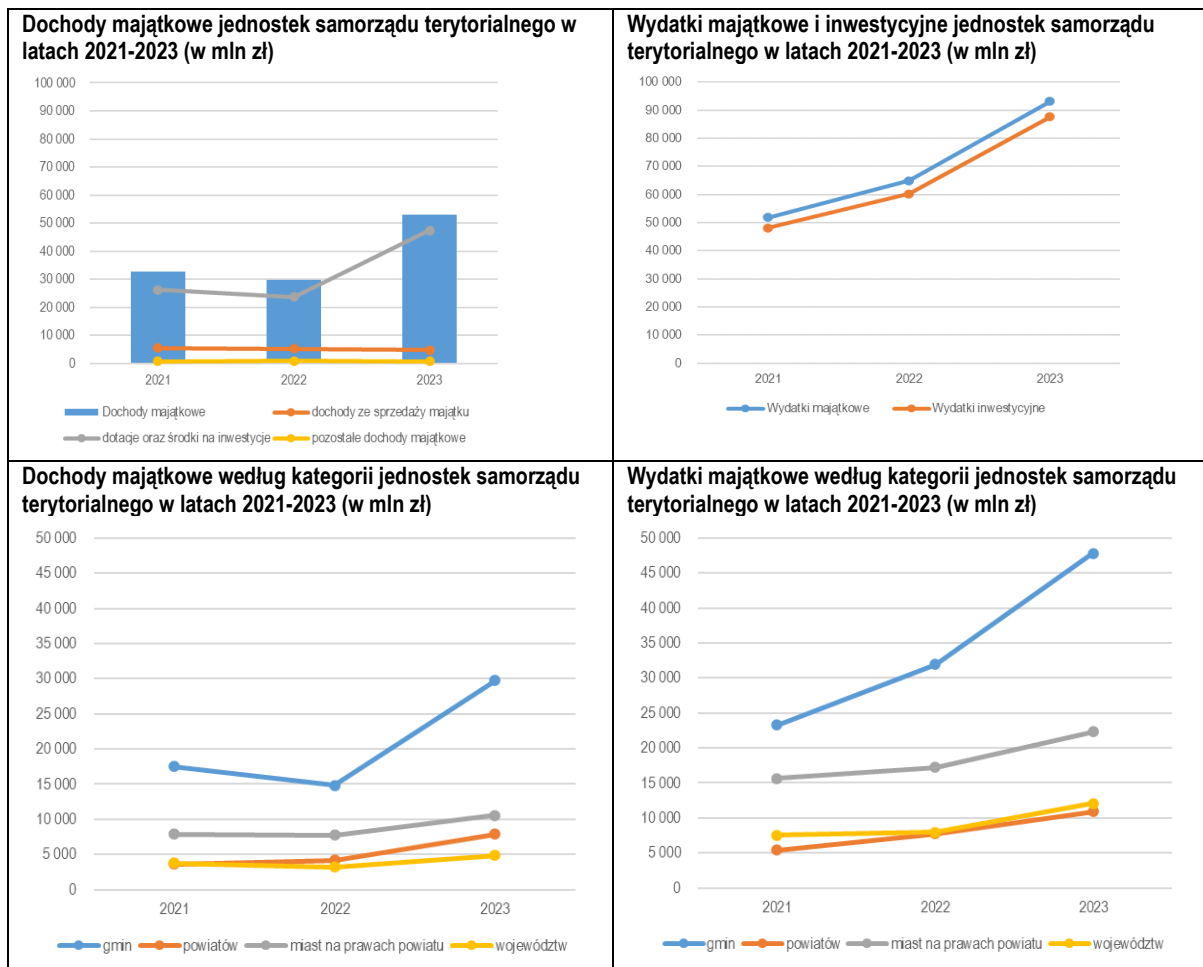 Dochody majątkowe jednostek samorządu terytorialnego w
latach 2021-2023 (w mln zł)
100 000
90 000
80 000
70 000
60 000
50 000
40 000
30 000
20 000
10 000
0
2021
2022
2023
Dochody majątkowe
dochody ze sprzedaży majątku
dotacje oraz środki na inwestycje
pozostałe dochody majątkowe
Wydatki majątkowe i inwestycyjne jednostek samorządu
terytorialnego w latach 2021-2023 (w mln zł)
100 000
90 000
80 000
70 000
60 000
50 000
40 000
30 000
20 000
10 000
0
2021
2022
2023
Wydatki majątkowe
Wydatki inwestycyjne
Dochody majątkowe według kategorii jednostek samorządu
terytorialnego w latach 2021-2023 (w mln zł)
50 000
45 000
40 000
35 000
30 000
25 000
20 000
15 000
10 000
5 000
0
2021
2022
2023
gmin
powiatów
miast na prawach powiatu
województw
Wydatki majątkowe według kategorii jednostek samorządu
terytorialnego w latach 2021-2023 (w mln zł)
50 000
45 000
40 000
35 000
30 000
25 000
20 000
15 000
10 000
5 000
0
2021
2022
2023
gmin
powiatów
miast na prawach powiatu
województw